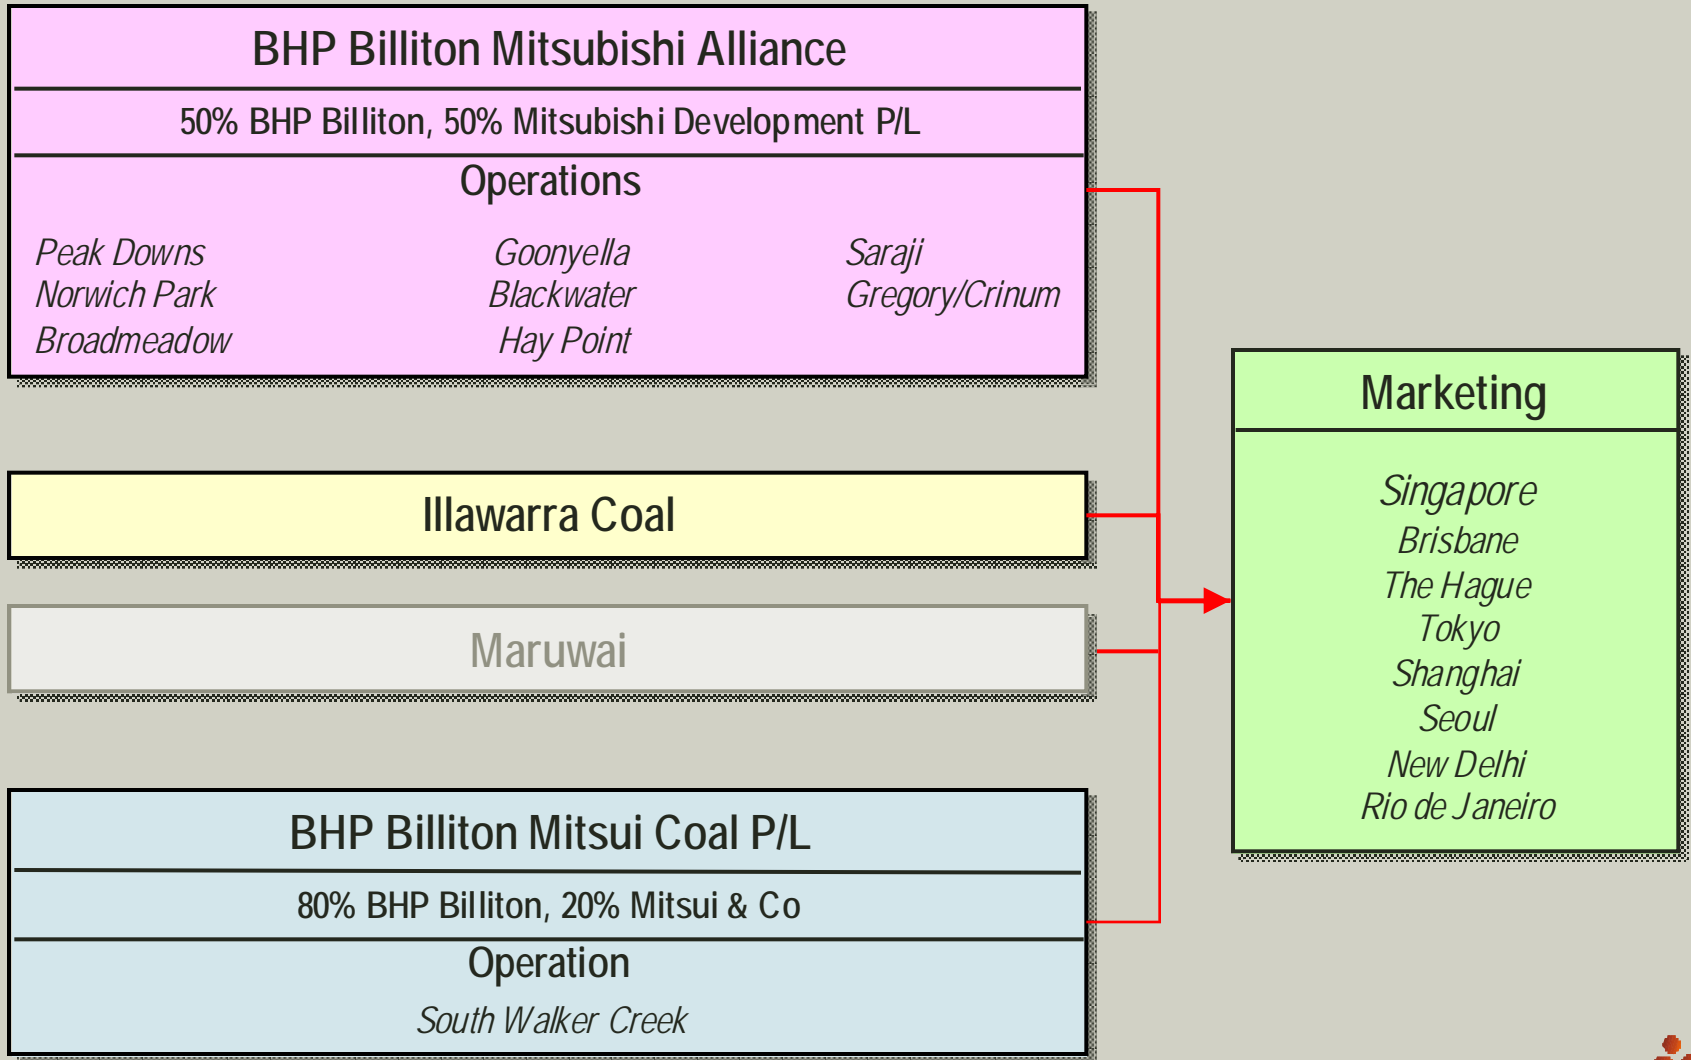 BHP Billiton Mitsubishi Alliance
50% BHP Billiton, 50% Mitsubishi Development P/L
Operations
Peak Downs Goonyella Saraji
Norwich Park Blackwater Gregory/Crinum
Broadmeadow Hay Point
Illawarra Coal
Maruwai
BHP Billiton Mitsui Coal P/L
80% BHP Billiton, 20% Mitsui & Co
Operation
South Walker Creek
Marketing
Singapore
Brisbane
The Hague
Tokyo
Shanghai
Seoul
New Delhi
Rio de Janeiro